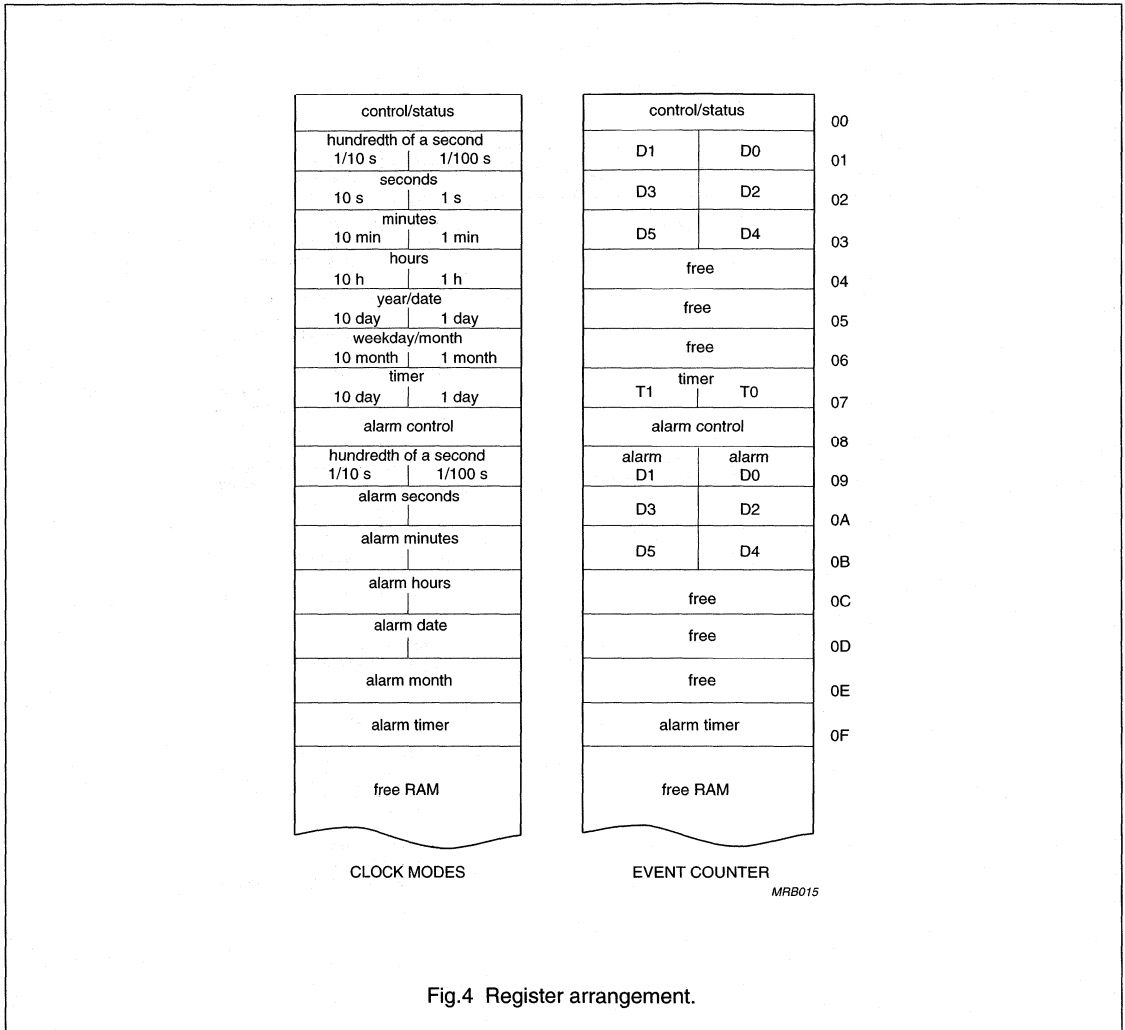 control/status
hundredth of a second
1/10 s 1/100 s
seconds
10 s 1 s
minutes
10 min 1 min
hours
10 h 1 h
year/date
10 day 1 day
weekday/month
10 month 1 month
timer
10 day 1 day
alarm control
hundredth of a second
1/10 s 1/100 s
alarm seconds
alarm minutes
alarm hours
alarm date
alarm month
alarm timer
free RAM
CLOCK MODES
control/status
D1 D0
D3 D2
D5 D4
free
free
free
timer
T1 T0
alarm control
alarm alarm
D1 D0
D3 D2
D5 D4
free
free
free
alarm timer
free RAM
EVENT COUNTER
00
01
02
03
04
05
06
07
08
09
0A
0B
0C
0D
0E
0F
MRB015
Fig.4 Register arrangement.